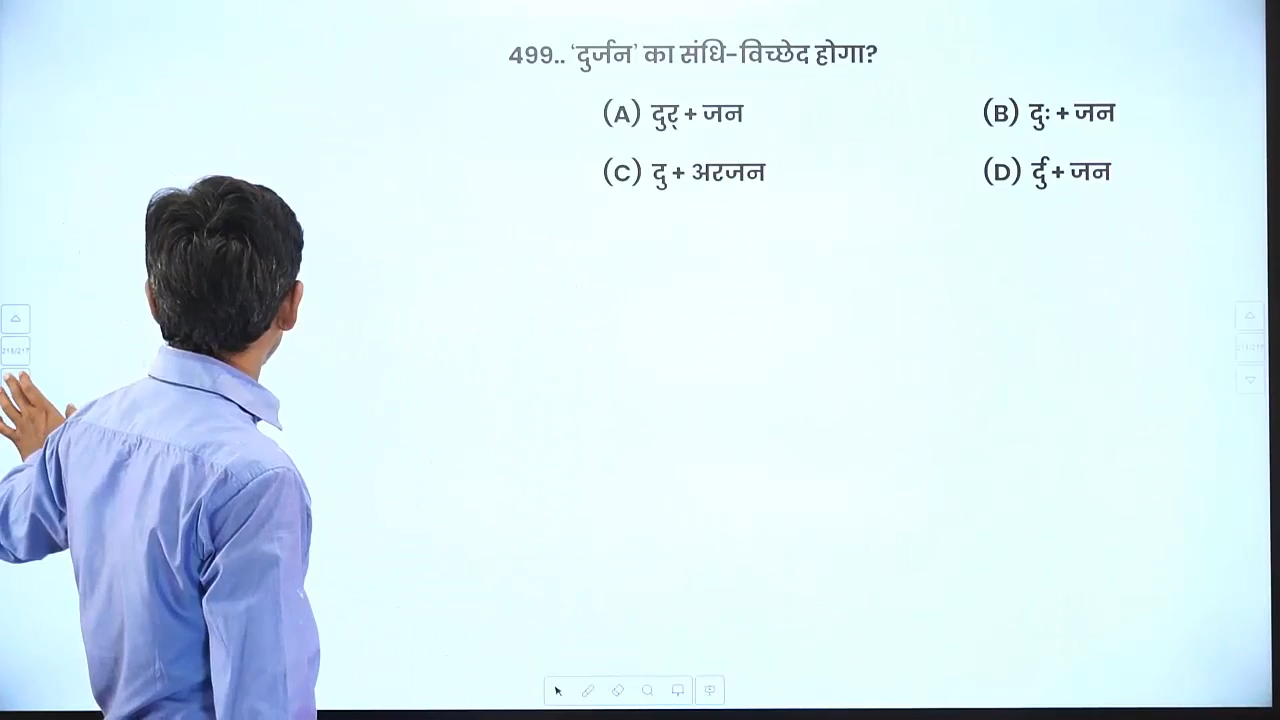 499.. 'दुर्जन' का संधि-विच्छेद होगा?
(A) दुर् + जन (B) दुः + जन
(C) दु + अरजन (D) र्दु + जन